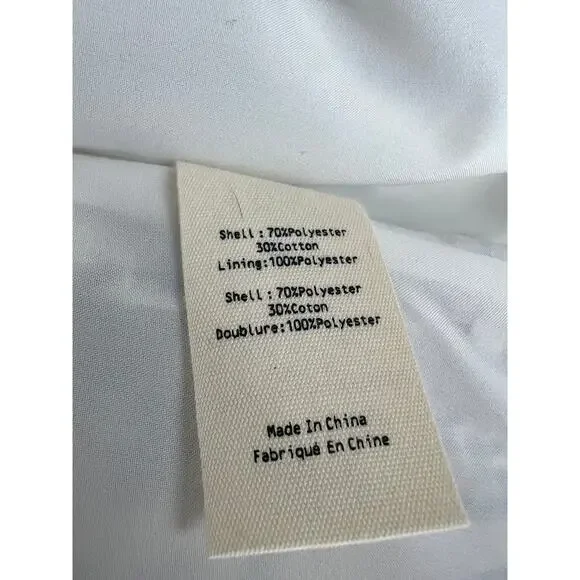 Shell : 70%Polyester
30%Cotton
Lining:100%Polyester
Shell : 70%Polyester
30%Coton
Doublure:100%Polyester
Made In China
Fabriqué En Chine